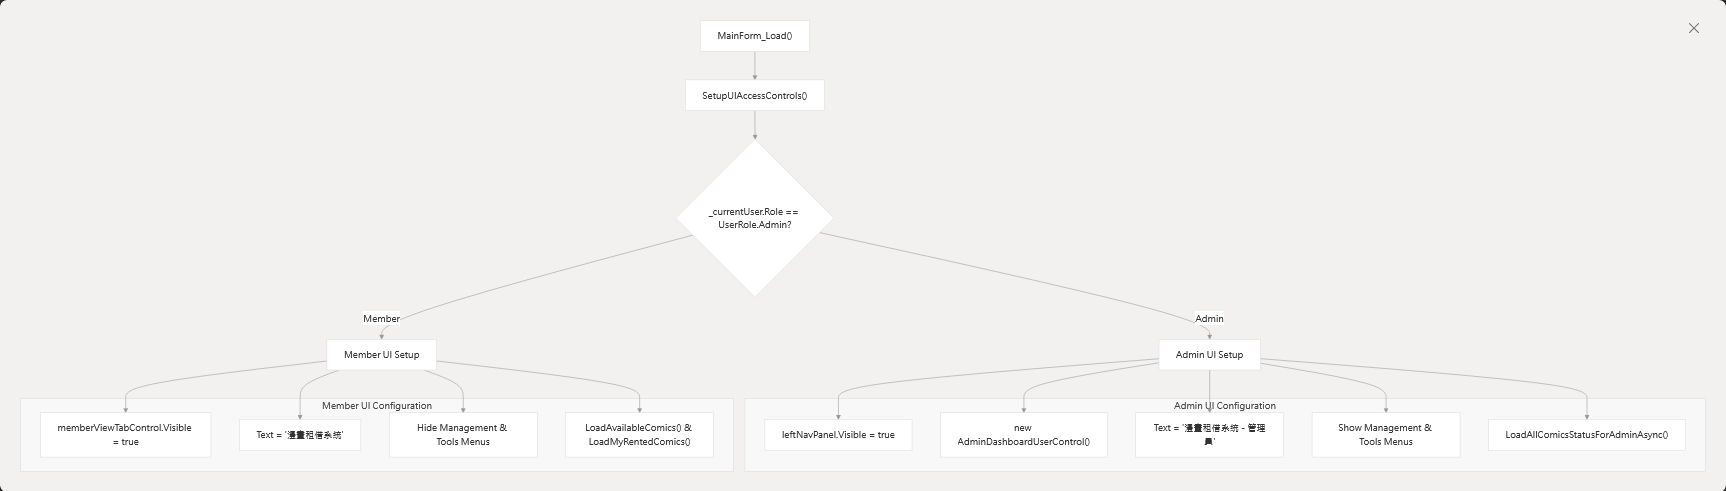 MainForm_Load()
SetupUIAccessControls()
_currentUser.Role ==
UserRole.Admin?
Member
Admin
Member UI Setup
Admin UI Setup
Member UI Configuration
memberViewTabControl.Visible
= true
Text = '漫畫租借系統'
Hide Management &
Tools Menus
LoadAvailableComics() &
LoadMyRentedComics()
Admin UI Configuration
leftNavPanel.Visible = true
new
AdminDashboardUserControl()
Text = '漫畫租借系統 - 管理
員'
Show Management &
Tools Menus
LoadAllComicsStatusForAdminAsync()